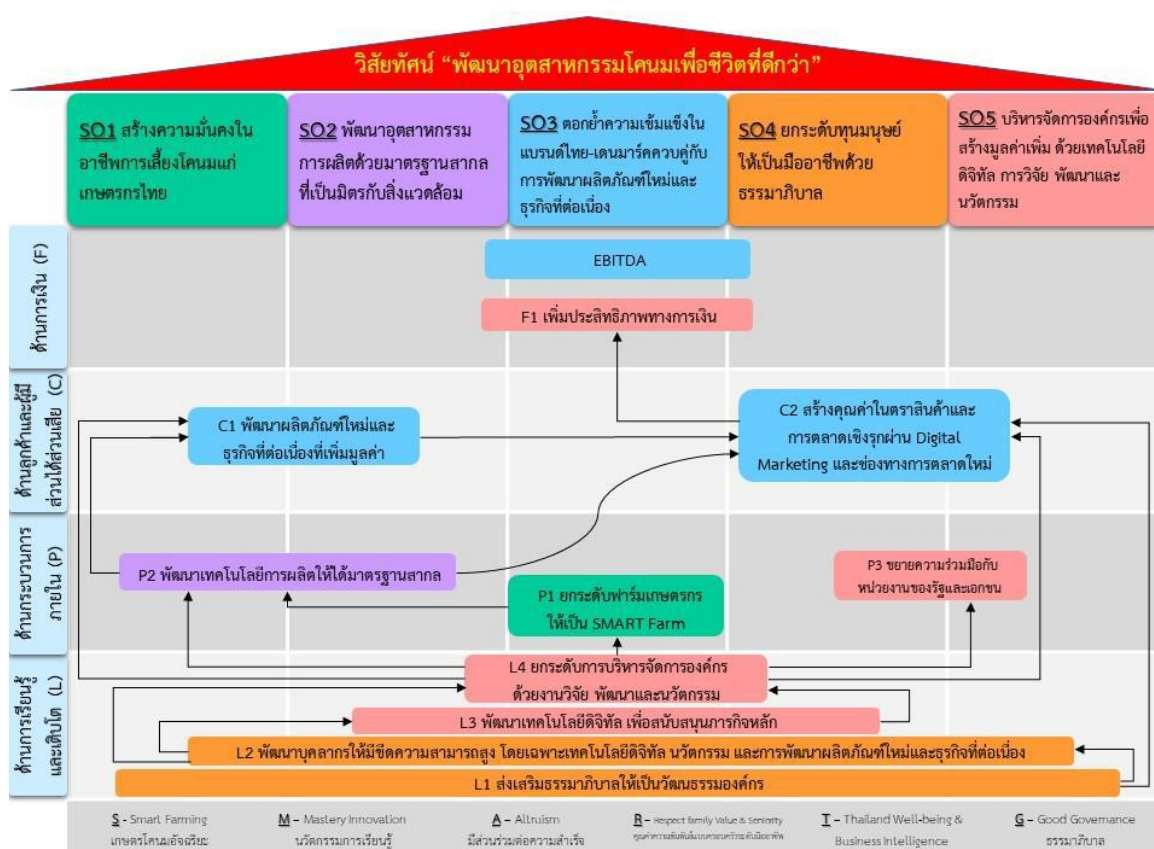 วิสัยทัศน์ “พัฒนาอุตสาหกรรมโคนมเพื่อชีวิตที่ดีกว่า”
SO1 สร้างความมั่นคงใน
อาชีพการเลี้ยงโคนมแก่
เกษตรกรไทย
SO2 พัฒนาอุตสาหกรรม
การผลิตด้วยมาตรฐานสากล
ที่เป็นมิตรกับสิ่งแวดล้อม
SO3 ตอกย้ำความเข้มแข็งใน
แบรนด์ไทย-เดนมาร์คควบคู่กับ
การพัฒนาผลิตภัณฑ์ใหม่และ
ธุรกิจที่ต่อเนื่อง
SO4 ยกระดับทุนมนุษย์
ให้เป็นมืออาชีพด้วย
ธรรมาภิบาล
SO5 บริหารจัดการองค์กรเพื่อ
สร้างมูลค่าเพิ่ม ด้วยเทคโนโลยี
ดิจิทัล การวิจัย พัฒนาและ
นวัตกรรม
ด้านการเงิน (F)
EBITDA
F1 เพิ่มประสิทธิภาพทางการเงิน
ด้านลูกค้าและผู้มี
ส่วนได้ส่วนเสีย (C)
C1 พัฒนาผลิตภัณฑ์ใหม่และ
ธุรกิจที่ต่อเนื่องที่เพิ่มมูลค่า
C2 สร้างคุณค่าในตราสินค้าและ
การตลาดเชิงรุกผ่าน Digital
Marketing และช่องทางการตลาดใหม่
ด้านกระบวนการ
ภายใน (P)
P2 พัฒนาเทคโนโลยีการผลิตให้ได้มาตรฐานสากล
P1 ยกระดับฟาร์มเกษตรกร
ให้เป็น SMART Farm
P3 ขยายความร่วมมือกับ
หน่วยงานของรัฐและเอกชน
ด้านการเรียนรู้
และเติบโต (L)
L4 ยกระดับการบริหารจัดการองค์กร
ด้วยงานวิจัย พัฒนาและนวัตกรรม
L3 พัฒนาเทคโนโลยีดิจิทัล เพื่อสนับสนุนภารกิจหลัก
L2 พัฒนาบุคลากรให้มีขีดความสามารถสูง โดยเฉพาะเทคโนโลยีดิจิทัล นวัตกรรม และการพัฒนาผลิตภัณฑ์ใหม่และธุรกิจที่ต่อเนื่อง
L1 ส่งเสริมธรรมาภิบาลให้เป็นวัฒนธรรมองค์กร
S - Smart Farming
เกษตรโคนมอัจฉริยะ
M – Mastery Innovation
นวัตกรรมการเรียนรู้
A – Altruism
มีส่วนร่วมต่อความสำเร็จ
R – Respect family Value & Seniority
คุณค่าความสัมพันธ์แบบครอบครัว
T – Thailand Well-being &
Business Intelligence
G – Good Governance
ธรรมาภิบาล